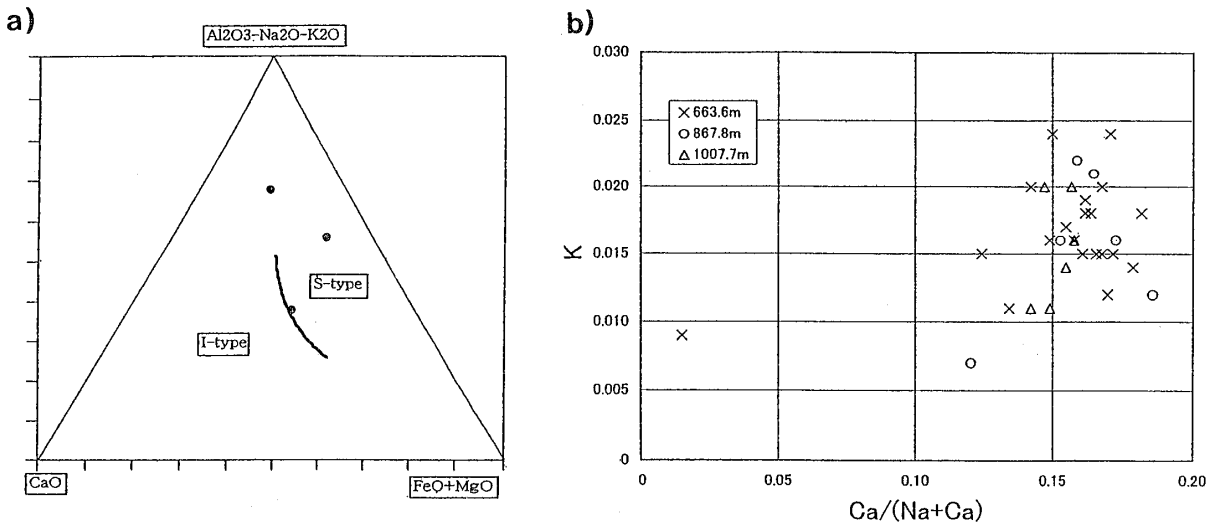 a)
Al2O3-Na2O-K2O
S-type
I-type
CaO
FeO+MgO
b)
0.030
0.025
0.020
0.015
0.010
0.005
0
K
× 663.6m
○ 867.8m
△ 1007.7m
0
0.05
0.10
0.15
0.20
Ca/(Na+Ca)